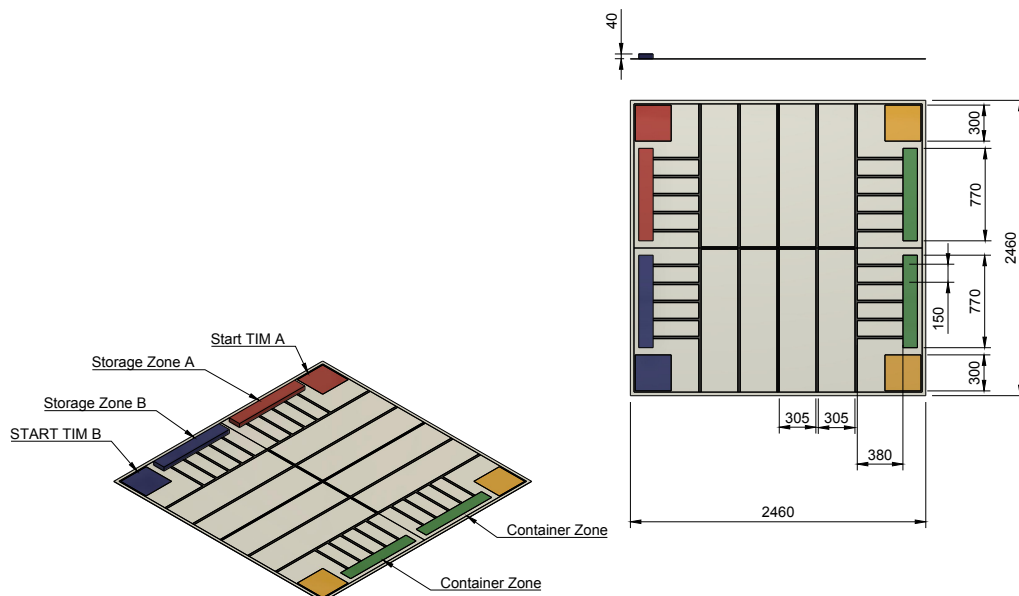 40
300
770
2460
770
150
300
305
305
380
2460
Start TIM A
Storage Zone A
Storage Zone B
START TIM B
Container Zone
Container Zone